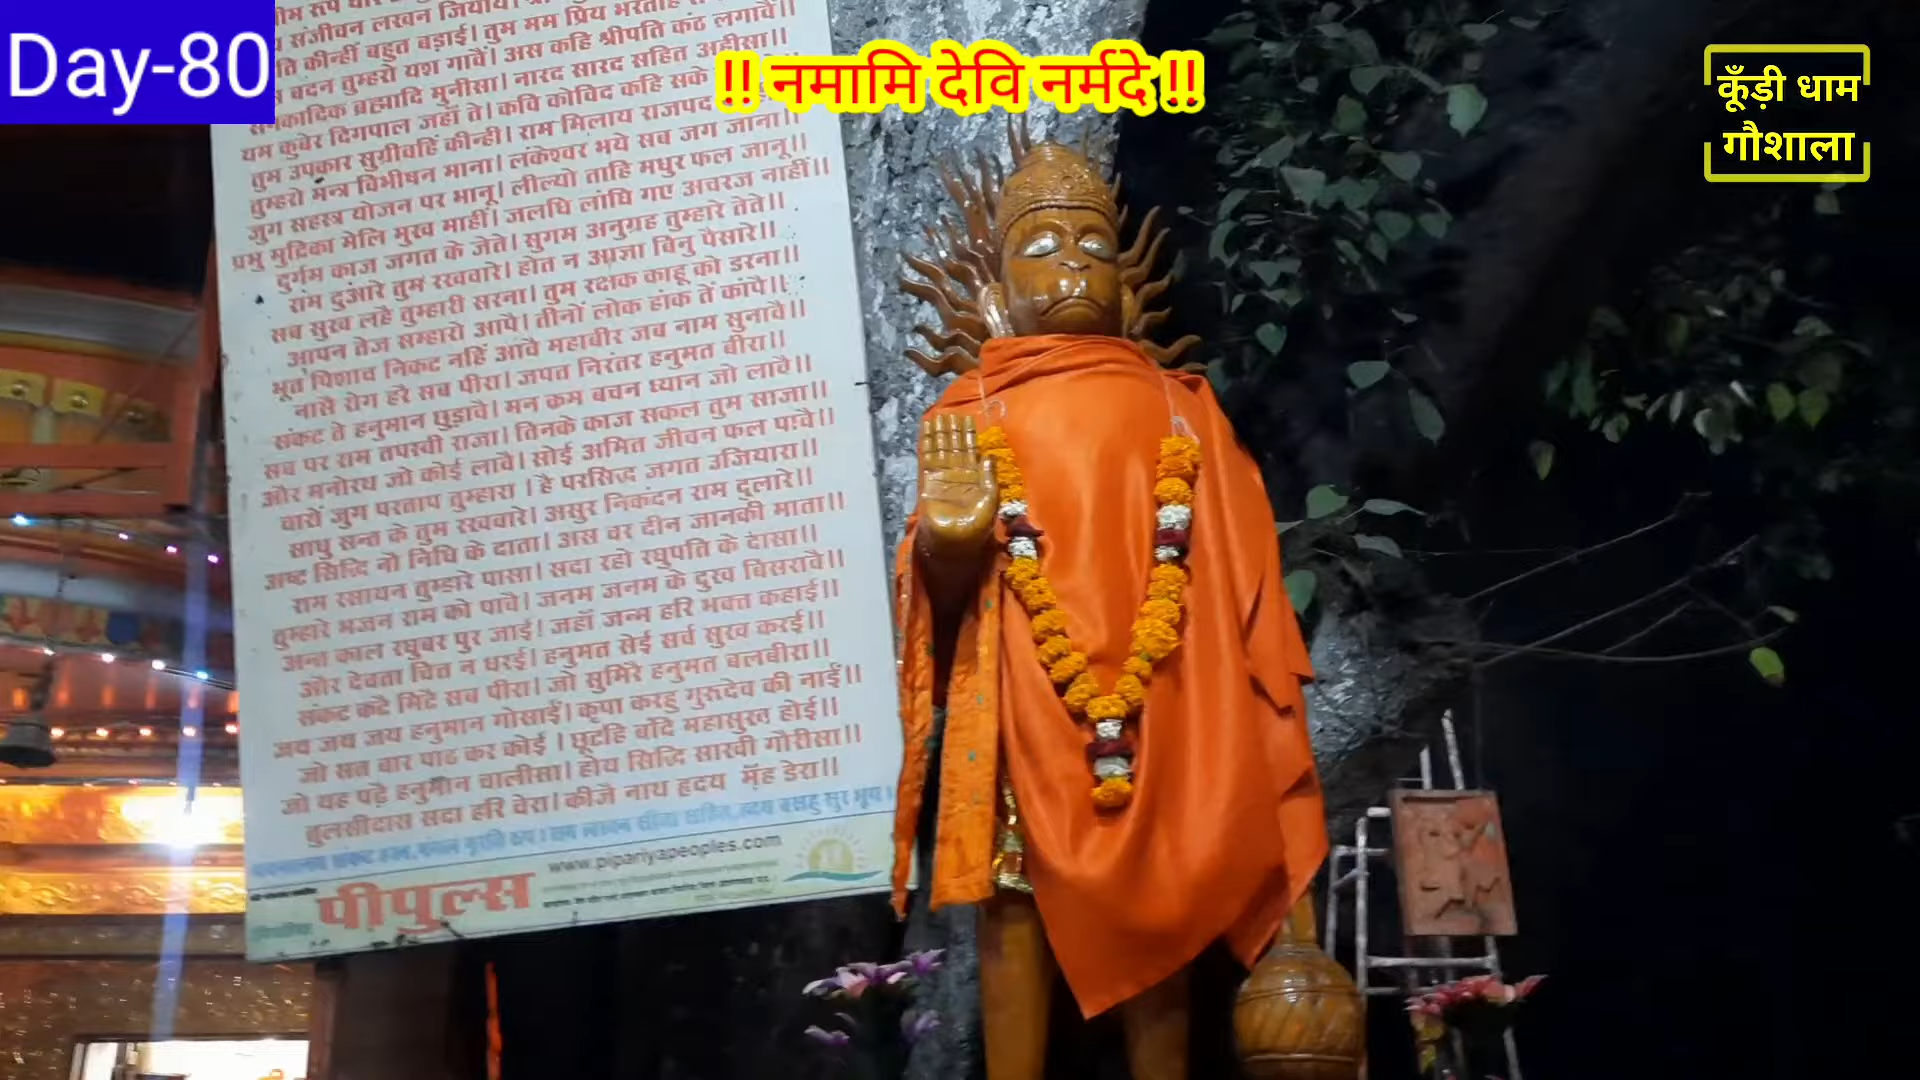 Day-80
!! नमामि देवि नर्मदे !!
कूँड़ी धाम
गौशाला
संजीवन लखन जियाये।
कीन्हीं बहुत बड़ाई। तुम मम प्रिय भरतहि
बदन तुम्हरो यश गावैं। अस कहि श्रीपति कंठ लगावैं।।
सनकादिक ब्रह्मादि मुनीसा। नारद सारद सहित अहीसा।।
यम कुबेर दिगपाल जहाँ ते। कवि कोविद कहि सके
तुम उपकार सुग्रीवहिं कीन्ही। राम मिलाय राजपद
तुम्हरो मन्त्र विभीषन माना। लंकेश्वर भये सब जग जाना।।
जुग सहस्त्र योजन पर भानू। लील्यो ताहि मधुर फल जानू।।
प्रभु मुद्रिका मेलि मुख माहीं। जलधि लांघि गए अचरज नाहीं।।
दुर्गम काज जगत के जेते। सुगम अनुग्रह तुम्हारे तेते।।
राम दुआरे तुम रखवारे। होत न आज्ञा बिनु पैसारे।।
सब सुख लहे तुम्हारी सरना। तुम रक्षक काहू को डरना।।
आपन तेज सम्हारो आपै। तीनों लोक हांक तें कांपै।।
भूत पिशाच निकट नहिं आवै महावीर जब नाम सुनावै।।
नासै रोग हरै सब पीरा। जपत निरंतर हनुमत बीरा।।
संकट ते हनुमान छुड़ावै। मन क्रम बचन ध्यान जो लावै।।
सब पर राम तपस्वी राजा। तिनके काज सकल तुम साजा।।
और मनोरथ जो कोई लावै। सोई अमित जीवन फल पावै।।
चारों जुग परताप तुम्हारा । है परसिद्ध जगत उजियारा।।
साधु सन्त के तुम रखवारे। असुर निकंदन राम दुलारे।।
अष्ट सिद्धि नौ निधि के दाता। अस वर दीन जानकी माता।।
राम रसायन तुम्हारे पासा। सदा रहो रघुपति के दासा।।
तुम्हारे भजन राम को पावै। जनम जनम के दुख बिसरावै।।
अन्त काल रघुबर पुर जाई। जहाँ जन्म हरि भक्त कहाई।।
और देवता चित न धरई। हनुमत सेई सर्व सुख करई।।
संकट कटै मिटै सब पीरा। जो सुमिरै हनुमत बलबीरा।।
जय जय जय हनुमान गोसाईं। कृपा करहु गुरूदेव की नाईं।।
जो सत बार पाठ कर कोई । छूटहि बंदि महासुख होई।।
जो यह पढ़ै हनुमान चालीसा। होय सिद्धि साखी गौरीसा।।
तुलसीदास सदा हरि चेरा। कीजै नाथ हृदय मँह डेरा।।
www.pipariyapeoples.com
पीपुल्स